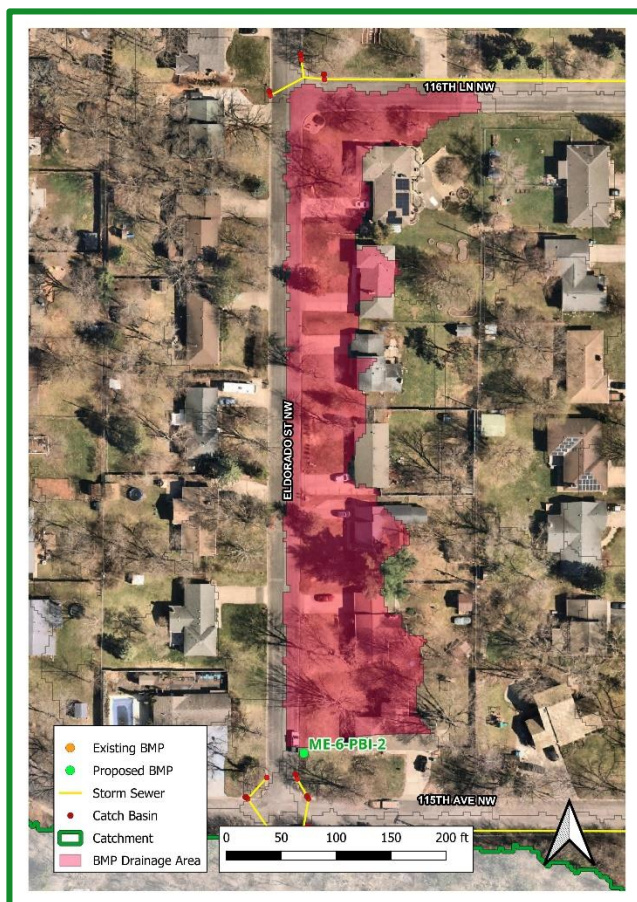 116TH LN NW
ELDORADO ST NW
ME-6-PBI-2
115TH AVE NW
Existing BMP
Proposed BMP
Storm Sewer
Catch Basin
Catchment
BMP Drainage Area
0 50 100 150 200 ft